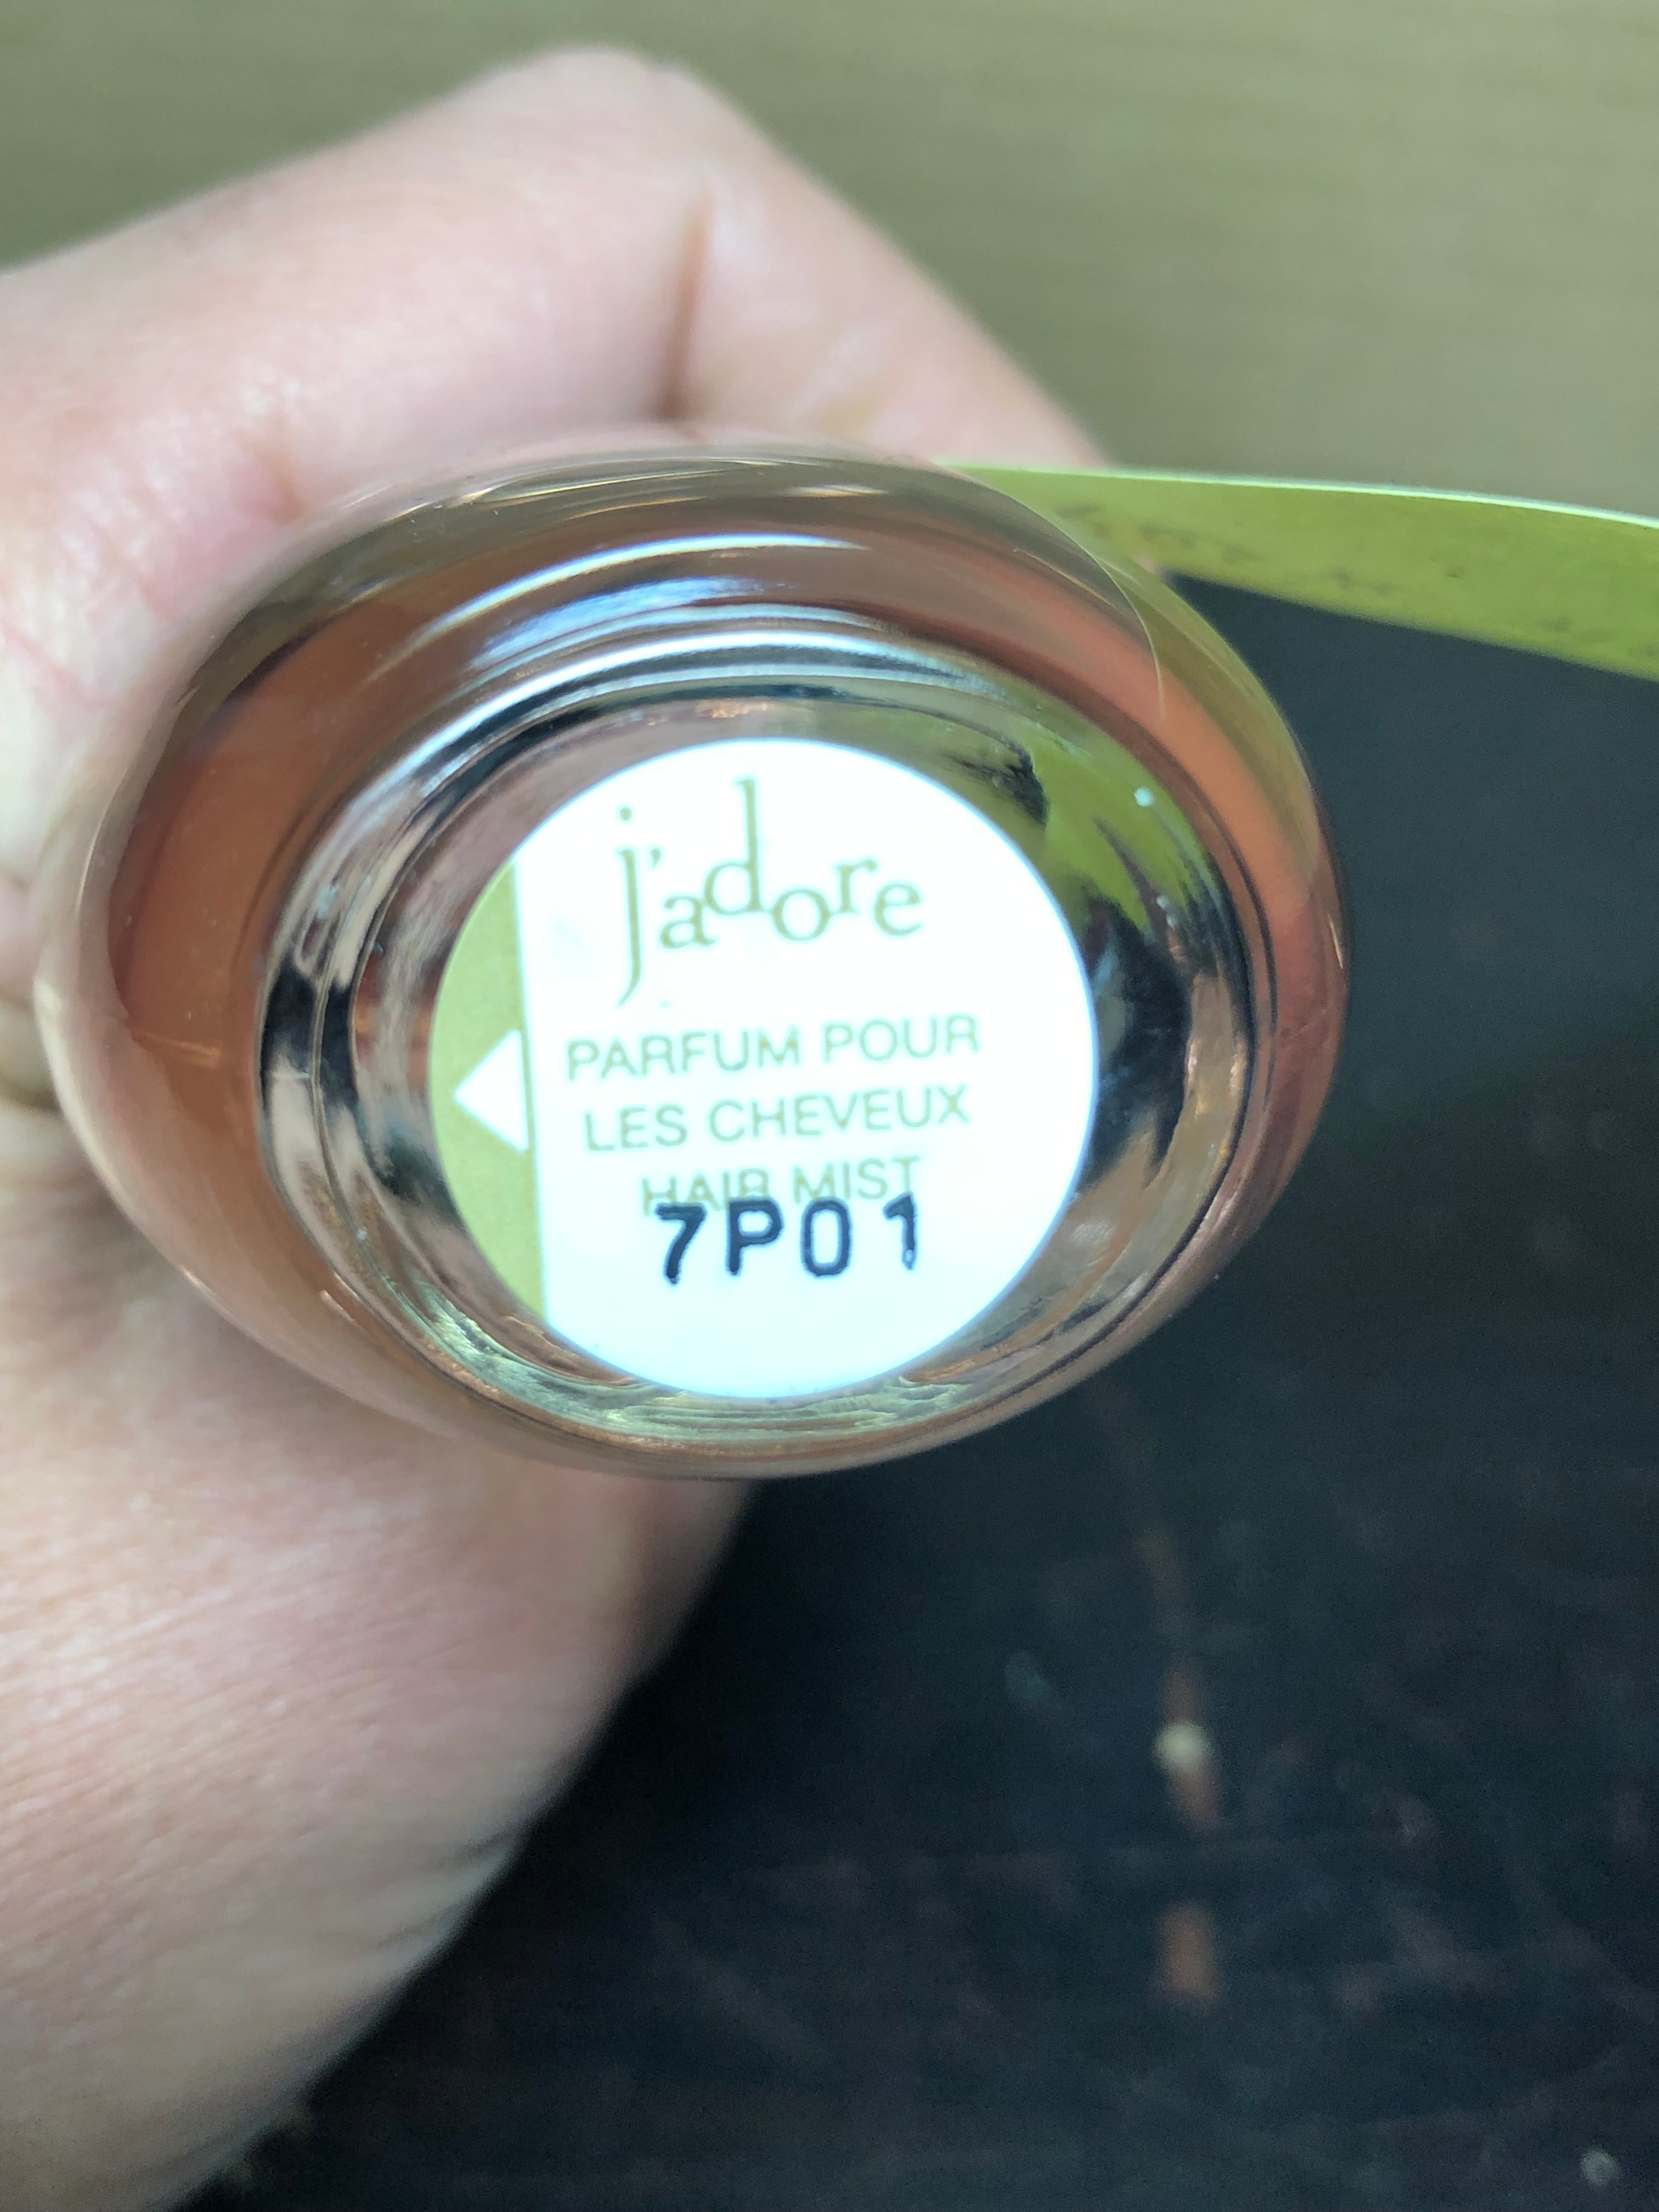 j'adore
PARFUM POUR
LES CHEVEUX
HAIR MIST
7P01